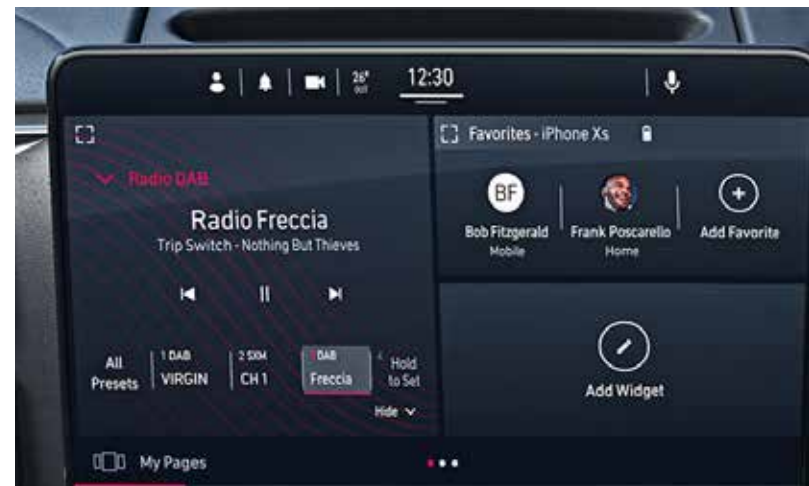 26°
OUT
12:30
Favorites - iPhone Xs
Radio DAB
Radio Freccia
Trip Switch - Nothing But Thieves
BF
Bob Fitzgerald
Mobile
Frank Poscarello
Home
Add Favorite
All
Presets
1 DAB
VIRGIN
2 SXM
CH 1
DAB
Freccia
4
Hold
to Set
Hide
Add Widget
My Pages